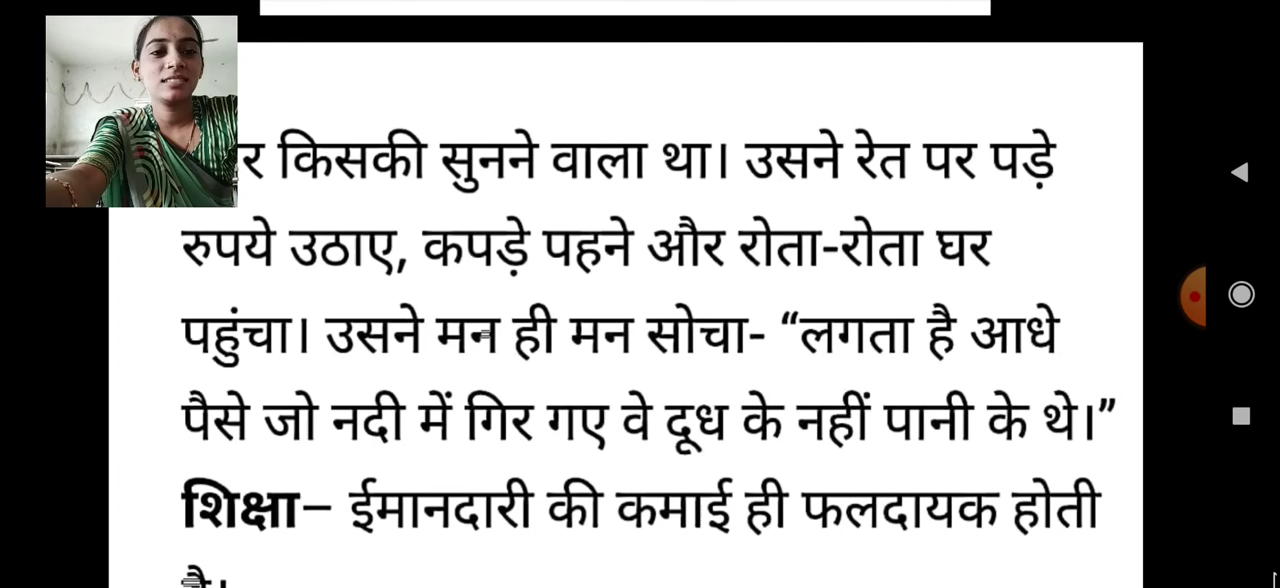 किसकी सुनने वाला था। उसने रेत पर पड़े
रुपये उठाए, कपड़े पहने और रोता-रोता घर
पहुंचा। उसने मन ही मन सोचा- “लगता है आधे
पैसे जो नदी में गिर गए वे दूध के नहीं पानी के थे।”
शिक्षा– ईमानदारी की कमाई ही फलदायक होती